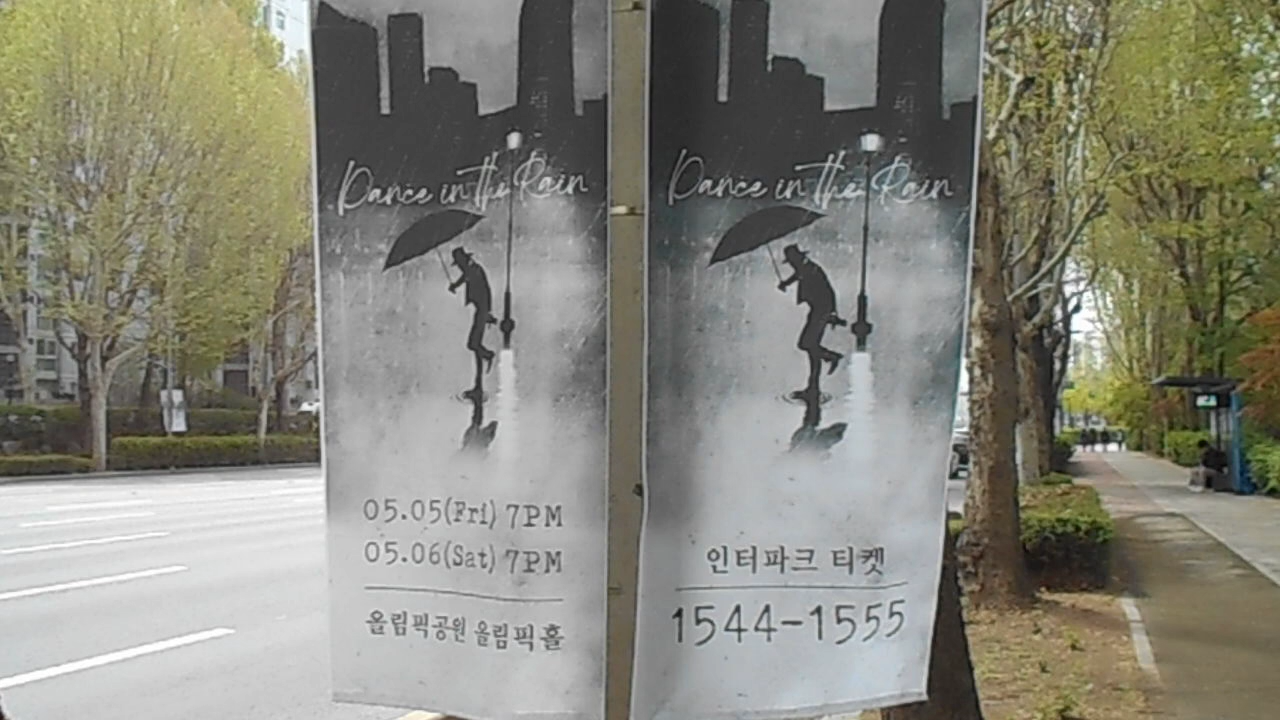 Dance in the Rain
05.05(Fri) 7PM
05.06(Sat) 7PM
올림픽공원 올림픽홀
Dance in the Rain
인터파크 티켓
1544-1555